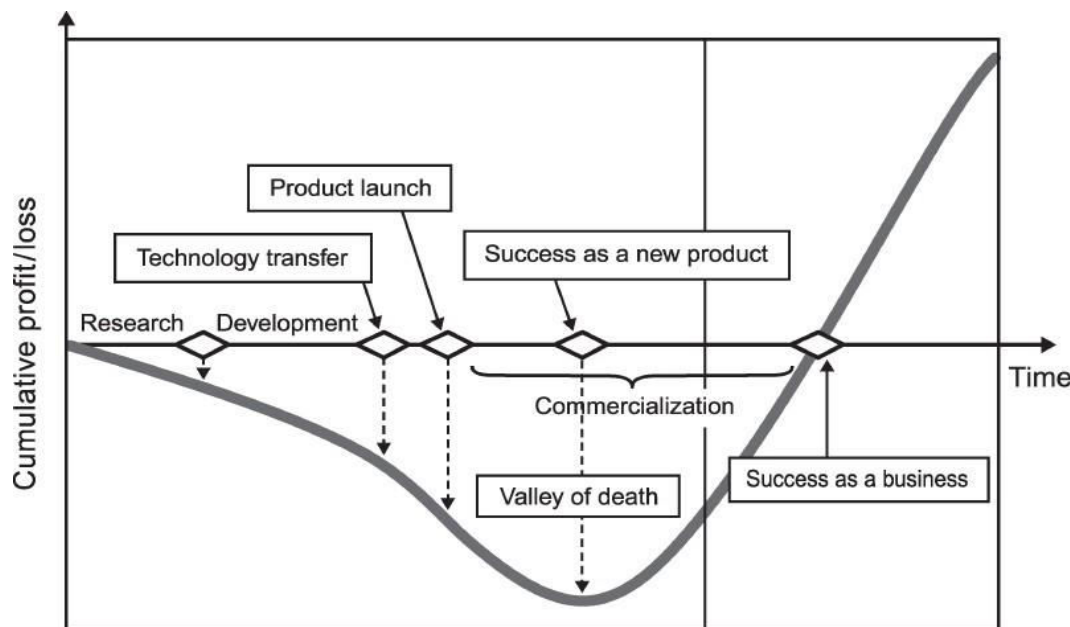 Product launch
Technology transfer
Success as a new product
Research
Development
Time
Commercialization
Cumulative profit/loss
Success as a business
Valley of death